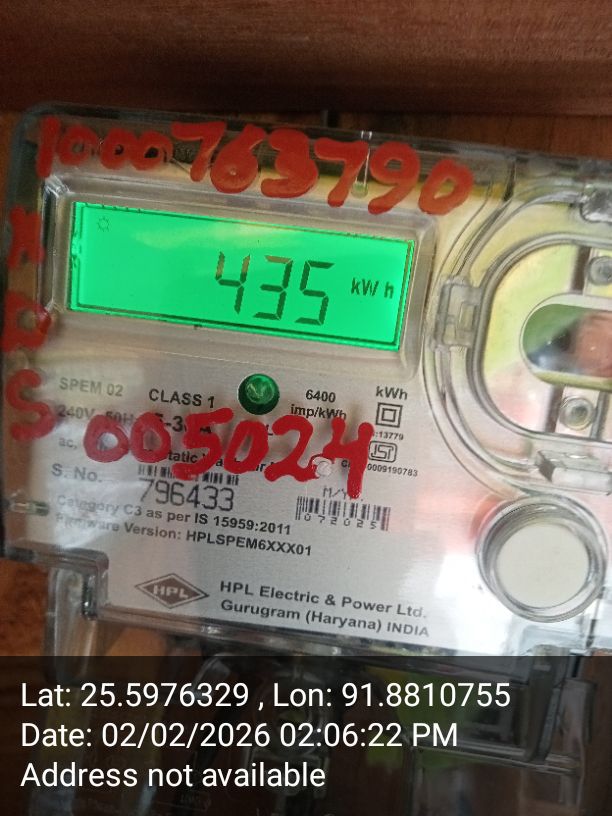 1000763790
435 kWh
SPEM 02 CLASS 1 6400 imp/kWh kWh
240V 50Hz
005024
ac,
S. No. 796433
M/Y
072025
Category C3 as per IS 15959:2011
Firmware Version: HPLSPEM6XXX01
HPL
HPL Electric & Power Ltd.
Gurugram (Haryana) INDIA
Lat: 25.5976329 , Lon: 91.8810755
Date: 02/02/2026 02:06:22 PM
Address not available